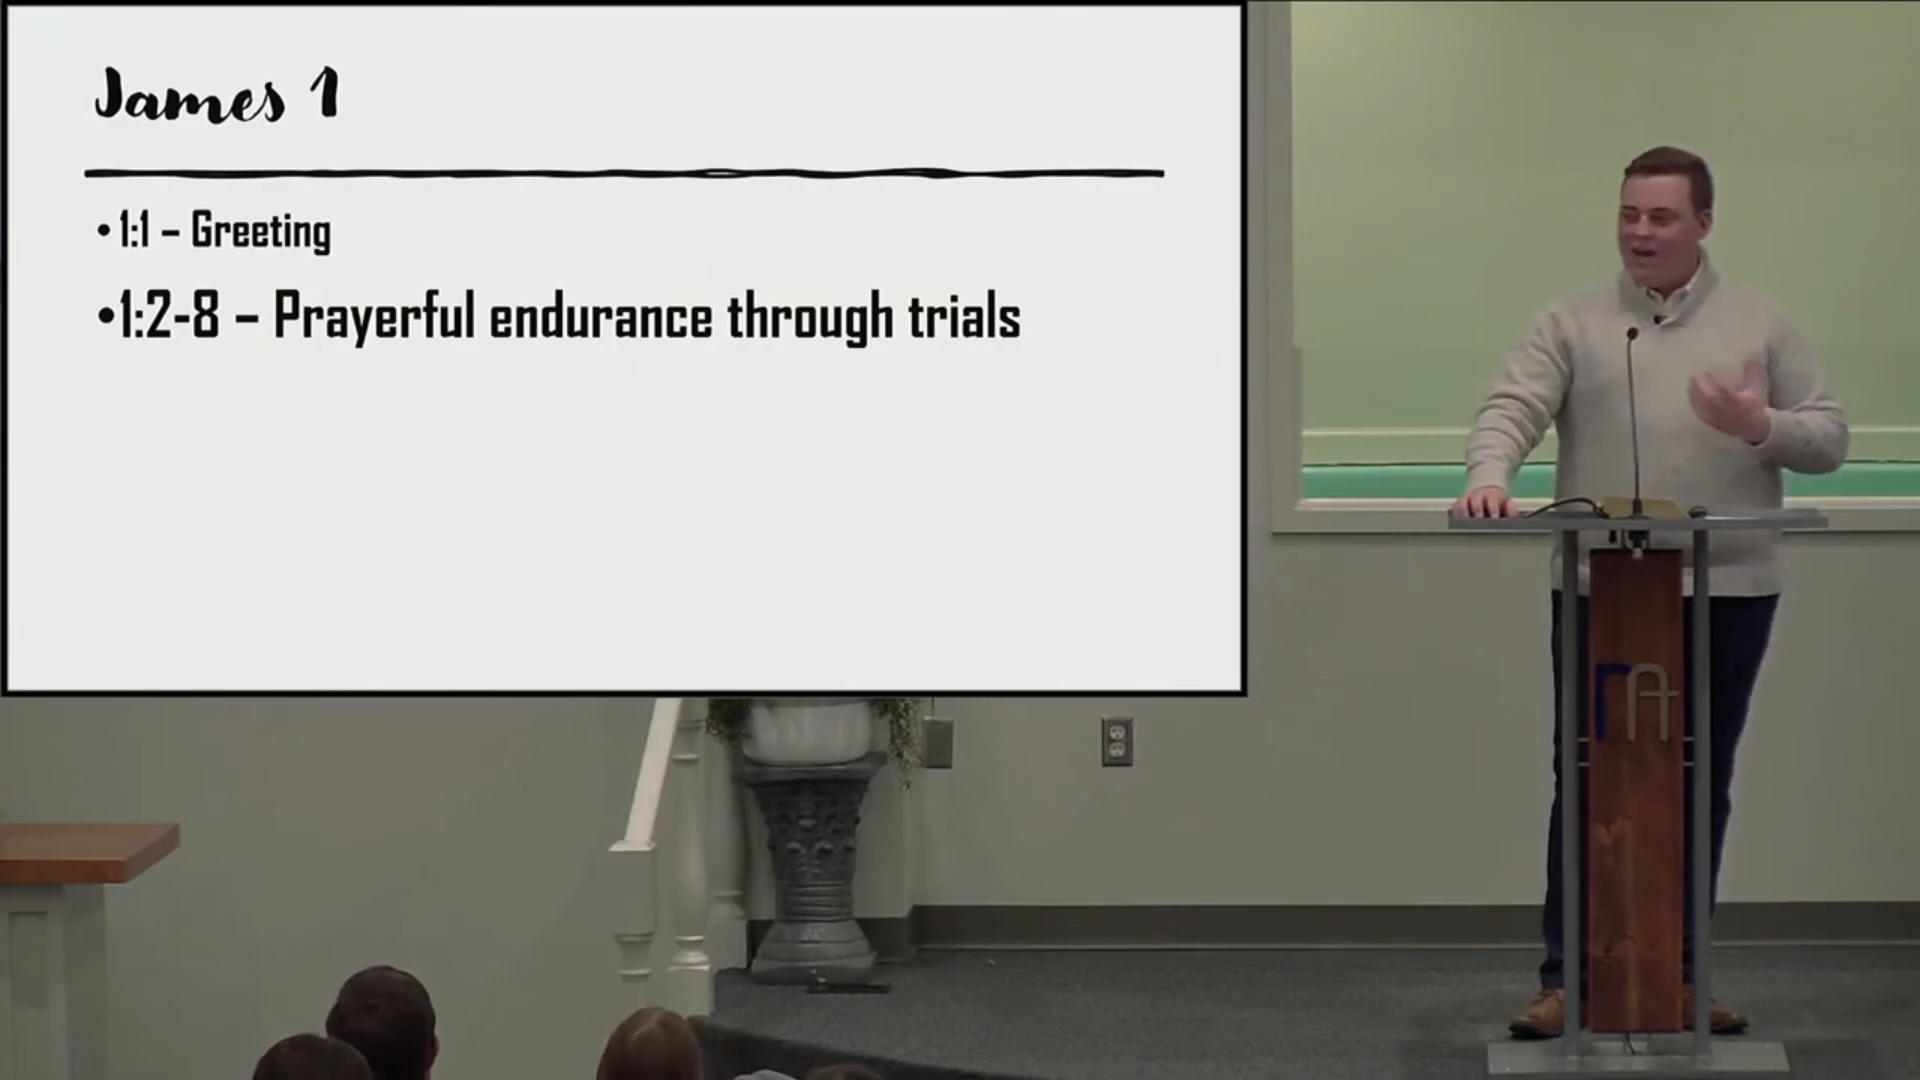 James 1
• 1:1 – Greeting
• 1:2-8 – Prayerful endurance through trials